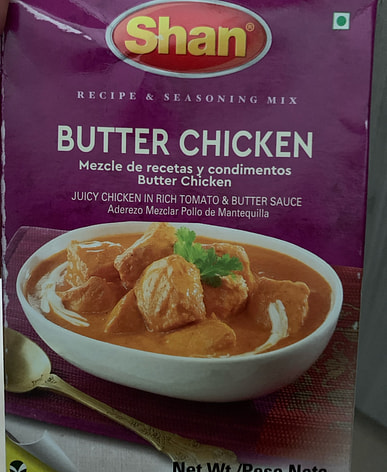 Shan®
RECIPE & SEASONING MIX
BUTTER CHICKEN
Mezcle de recetas y condimentos
Butter Chicken
JUICY CHICKEN IN RICH TOMATO & BUTTER SAUCE
Aderezo Mezclar Pollo de Mantequilla
Net Wt./Peso Neto